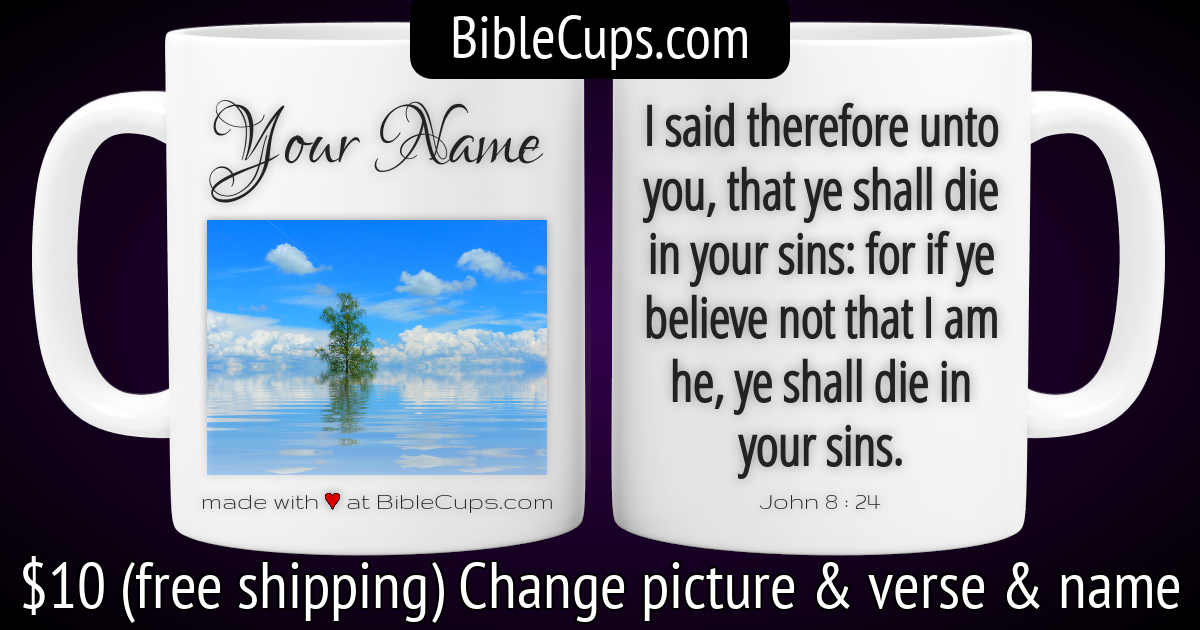 BibleCups.com
Your Name
made with ♥ at BibleCups.com
I said therefore unto
you, that ye shall die
in your sins: for if ye
believe not that I am
he, ye shall die in
your sins.
John 8 : 24
$10 (free shipping) Change picture & verse & name